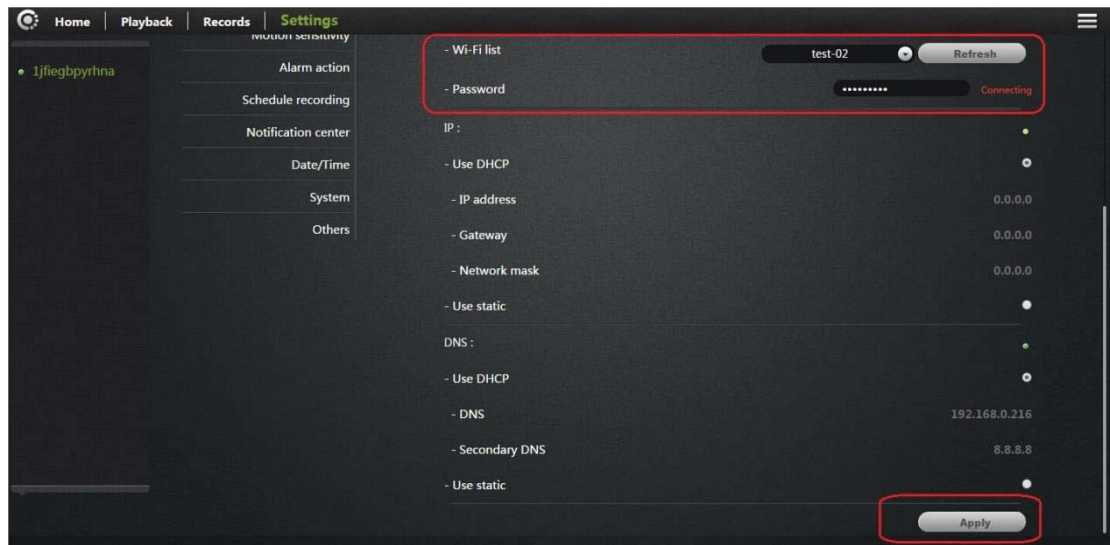 Home Playback Records Settings
1jfiegbpyrhna
Motion sensitivity
Alarm action
Schedule recording
Notification center
Date/Time
System
Others
- Wi-Fi list test-02 Refresh
- Password ••••••••• Connecting
IP :
- Use DHCP
- IP address 0.0.0.0
- Gateway 0.0.0.0
- Network mask 0.0.0.0
- Use static
DNS :
- Use DHCP
- DNS 192.168.0.216
- Secondary DNS 8.8.8.8
- Use static
Apply